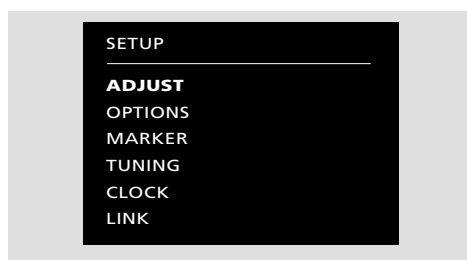 SETUP
ADJUST
OPTIONS
MARKER
TUNING
CLOCK
LINK